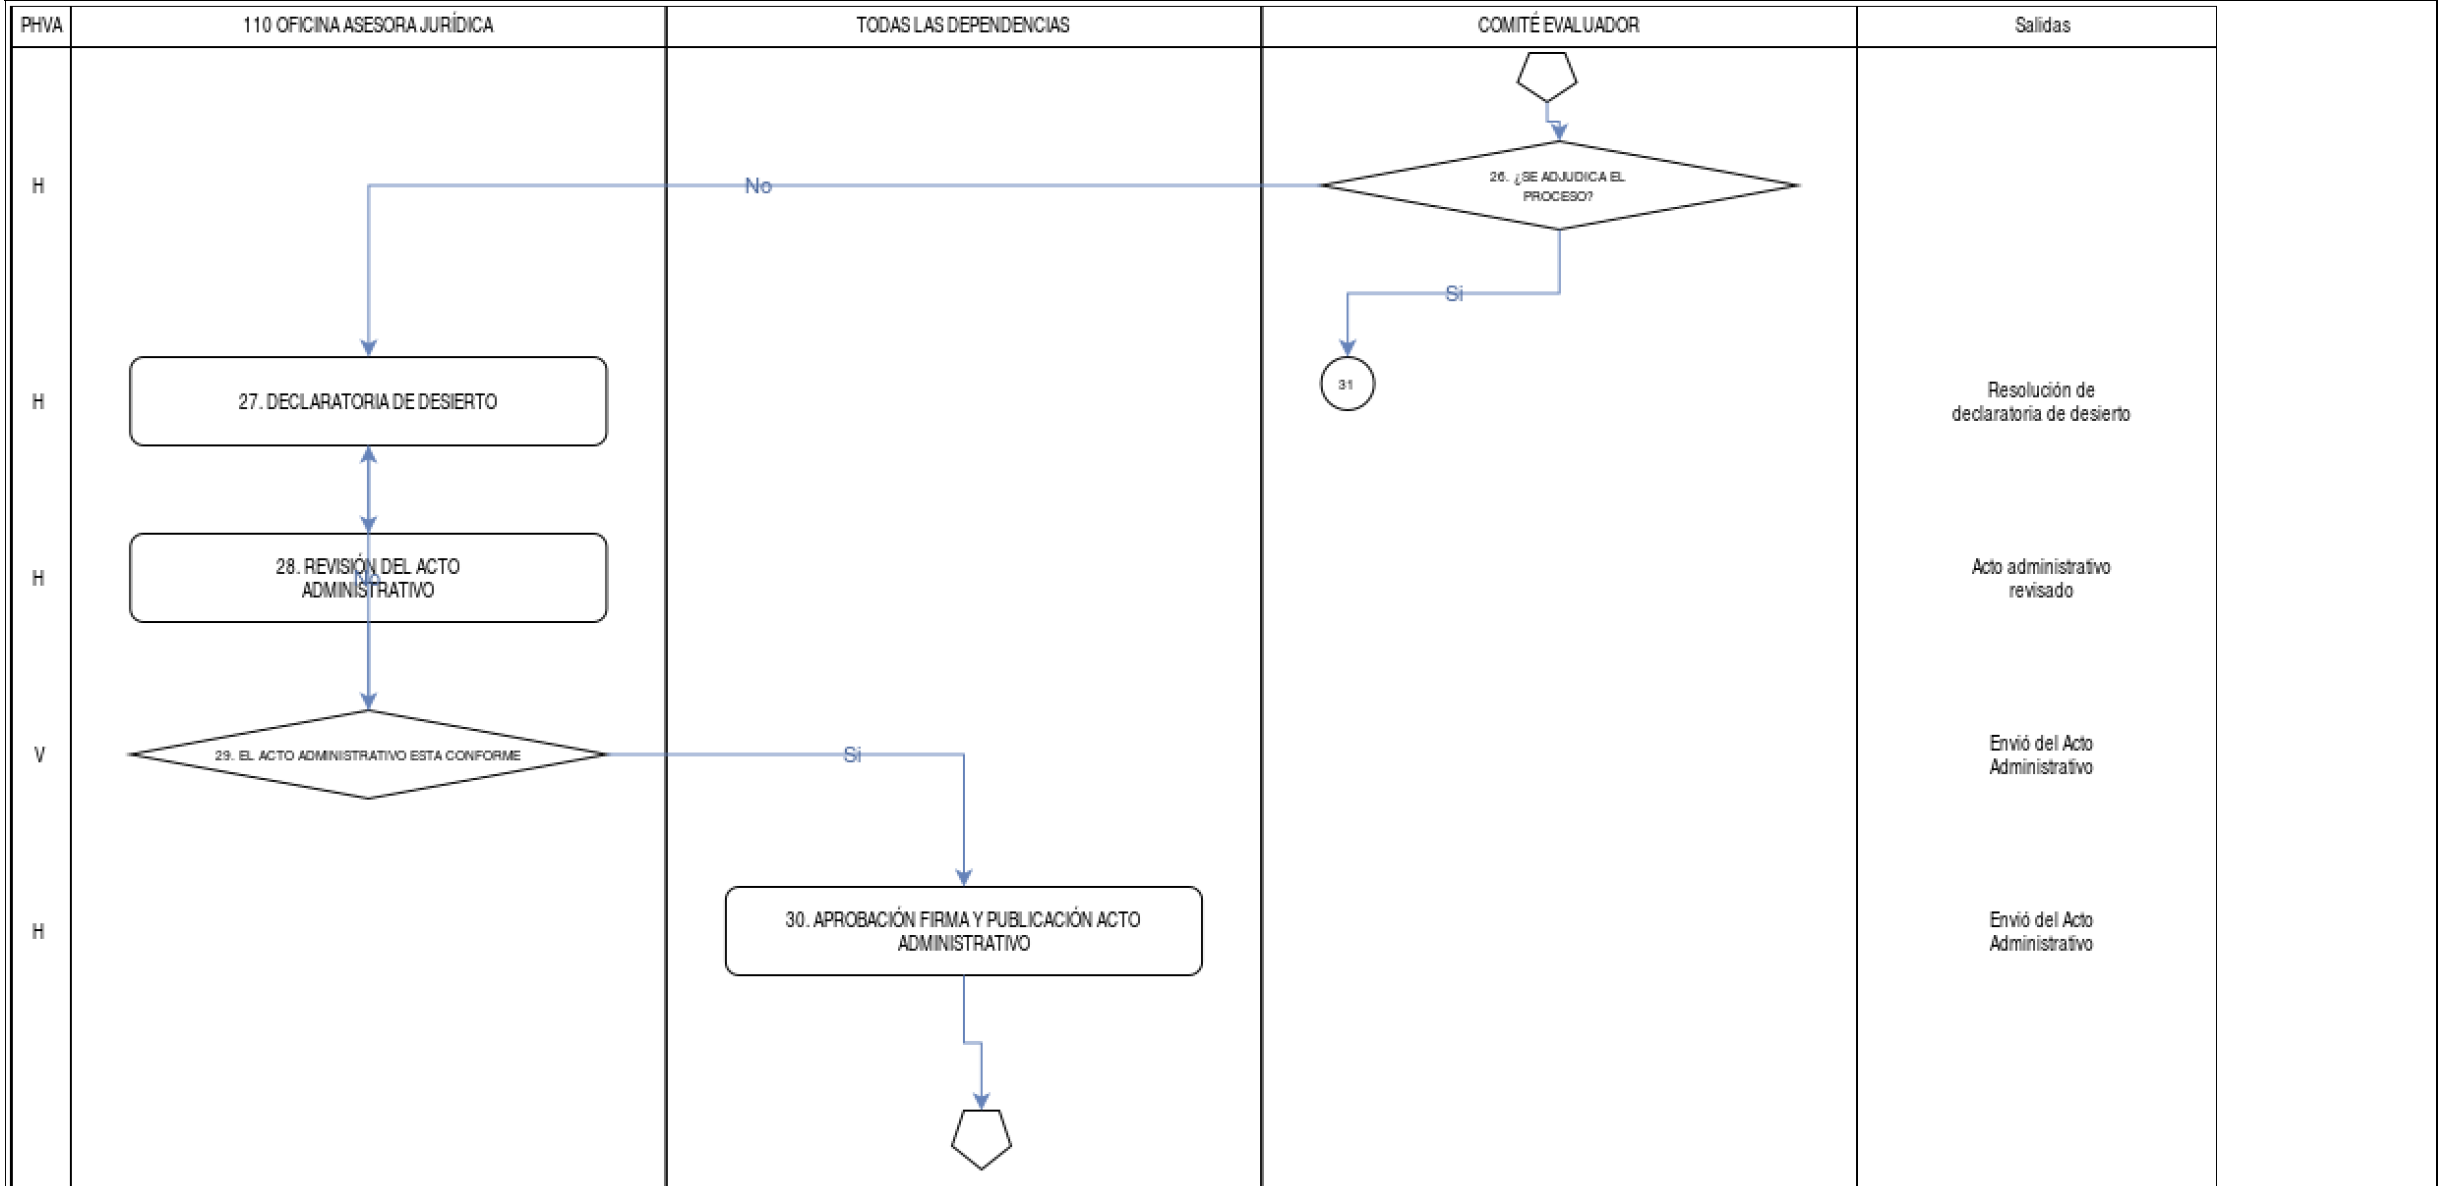 PHVA
110 OFICINA ASESORA JURÍDICA
TODAS LAS DEPENDENCIAS
COMITÉ EVALUADOR
Salidas
H
No
26. ¿SE ADJUDICA EL
PROCESO?
Si
H
27. DECLARATORIA DE DESIERTO
31
Resolución de
declaratoria de desierto
H
28. REVISIÓN DEL ACTO
ADMINISTRATIVO
No
Acto administrativo
revisado
V
29. EL ACTO ADMINISTRATIVO ESTA CONFORME
Si
Envió del Acto
Administrativo
H
30. APROBACIÓN FIRMA Y PUBLICACIÓN ACTO
ADMINISTRATIVO
Envió del Acto
Administrativo